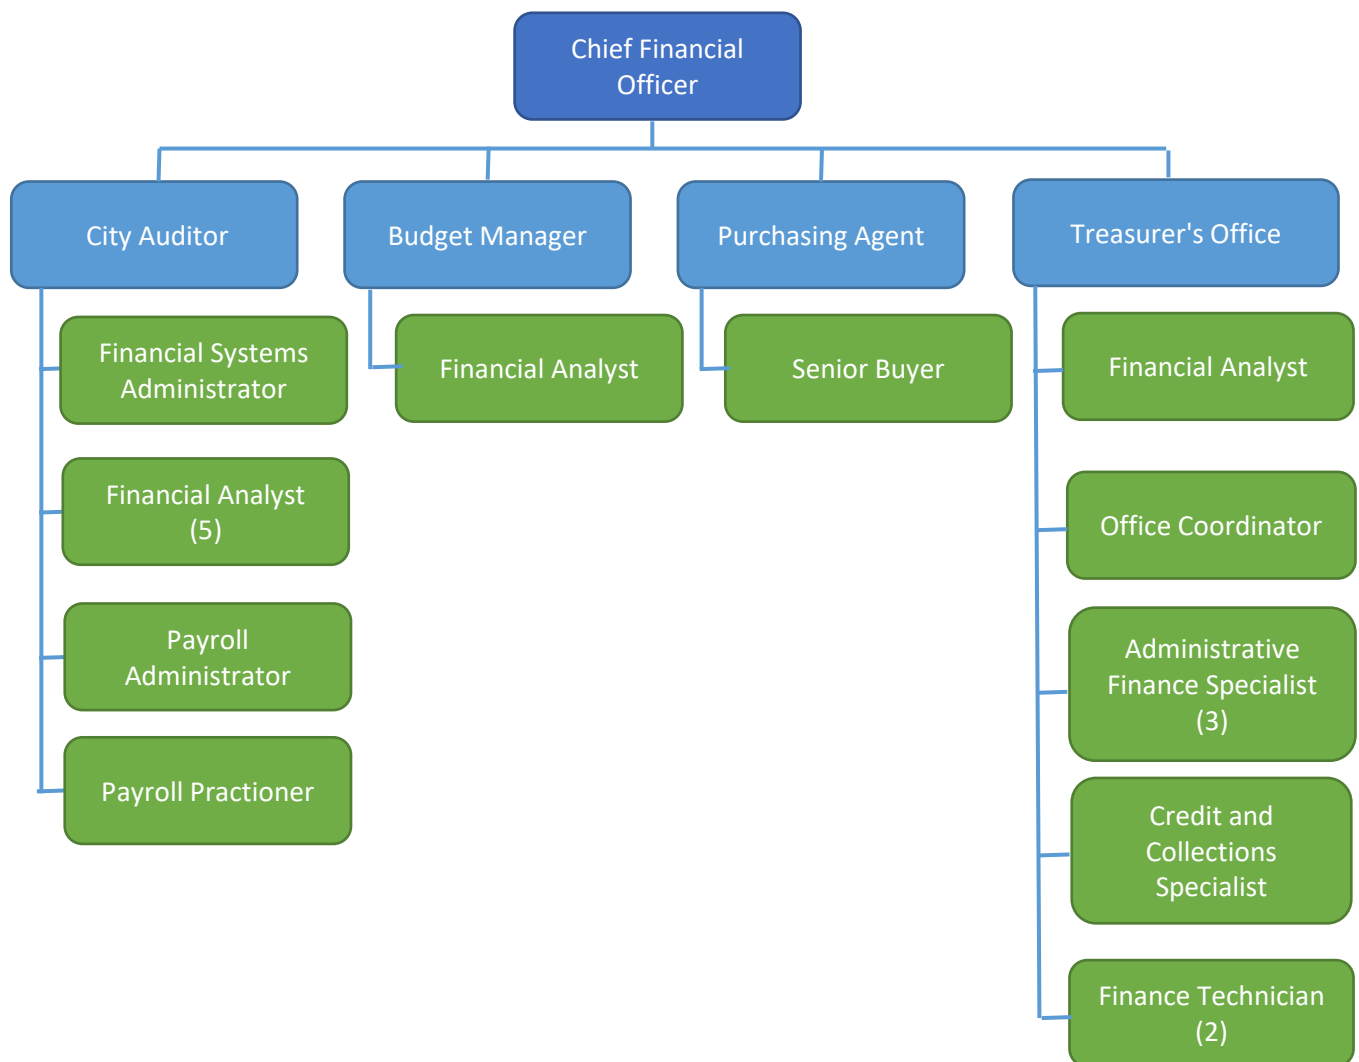 Chief Financial
Officer
City Auditor
Budget Manager
Purchasing Agent
Treasurer's Office
Financial Systems
Administrator
Financial Analyst
(5)
Payroll
Administrator
Payroll Practioner
Financial Analyst
Senior Buyer
Financial Analyst
Office Coordinator
Administrative
Finance Specialist
(3)
Credit and
Collections
Specialist
Finance Technician
(2)